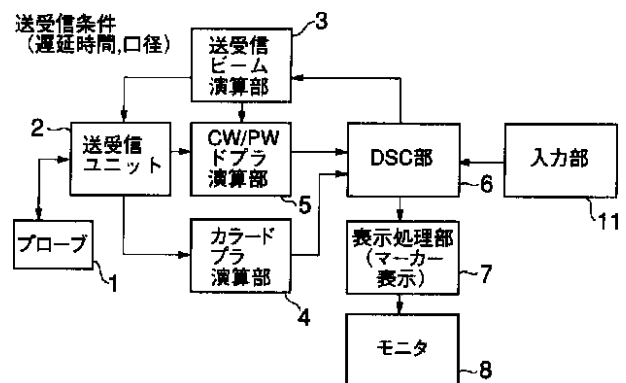 送受信条件
(遅延時間,口径)
送受信
ビーム
演算部
3
2
送受信
ユニット
CW/PW
ドプラ
演算部
5
DSC部
6
入力部
11
プローブ
1
カラード
プラ
演算部
4
表示処理部
(マーカー
表示)
7
モニタ
8